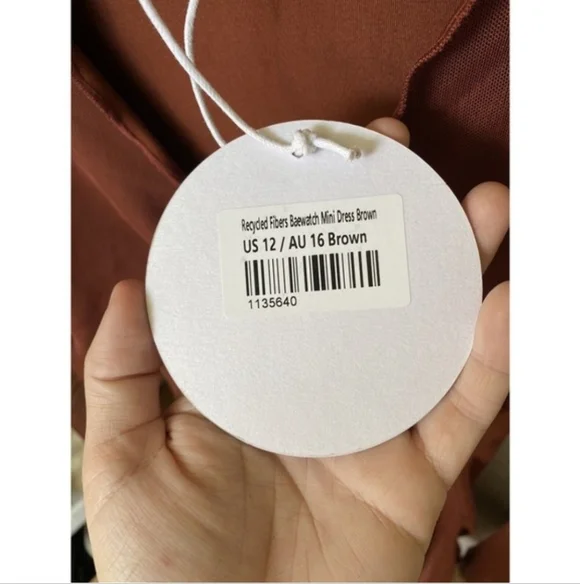 Recycled Fibers Baewatch Mini Dress Brown
US 12 / AU 16 Brown
1135640